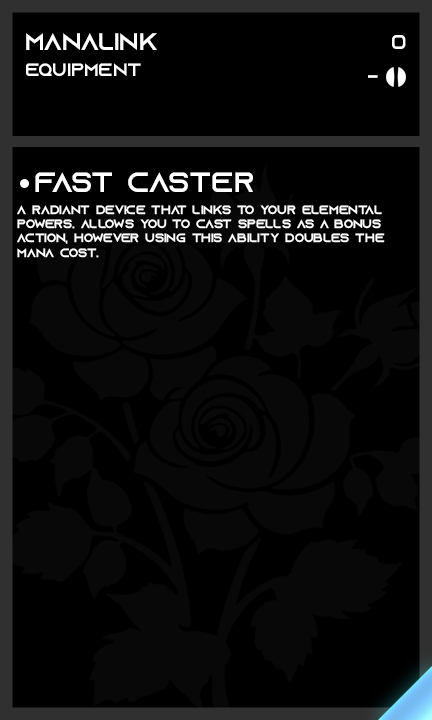 MANALINK
0
EQUIPMENT
-
•FAST CASTER
A RADIANT DEVICE THAT LINKS TO YOUR ELEMENTAL
POWERS. ALLOWS YOU TO CAST SPELLS AS A BONUS
ACTION, HOWEVER USING THIS ABILITY DOUBLES THE
MANA COST.